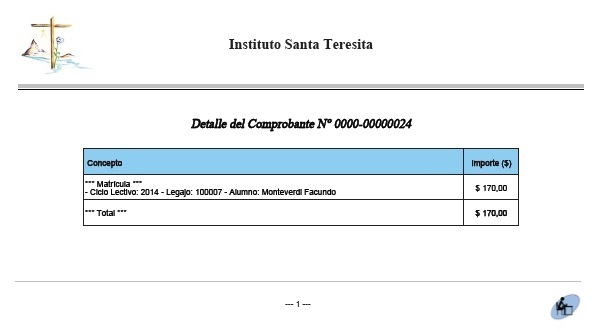 Instituto Santa Teresita
Detalle del Comprobante Nº 0000-00000024
Concepto Importe ($)
*** Matricula ***
- Ciclo Lectivo: 2014 - Legajo: 100007 - Alumno: Monteverdi Facundo $ 170,00
*** Total *** $ 170,00
--- 1 ---